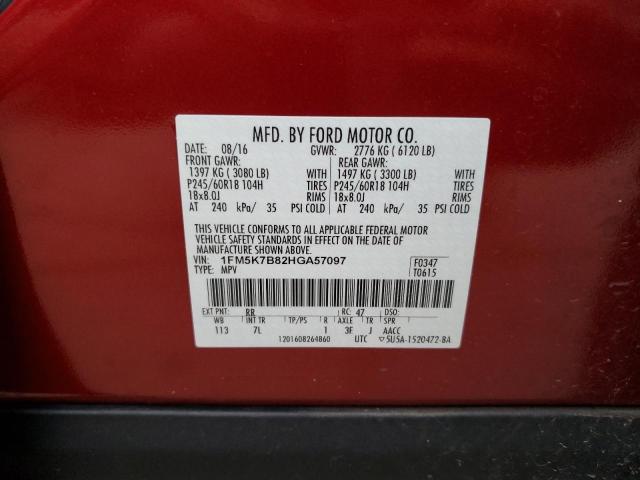 MFD. BY FORD MOTOR CO.
DATE: 08/16 GVWR: 2776 KG ( 6120 LB)
FRONT GAWR: REAR GAWR:
1397 KG ( 3080 LB) 1497 KG ( 3300 LB)
P245/60R18 104H TIRES P245/60R18 104H TIRES
18x8.0J RIMS 18x8.0J RIMS
AT 240 kPa/ 35 PSI COLD AT 240 kPa/ 35 PSI COLD
THIS VEHICLE CONFORMS TO ALL APPLICABLE FEDERAL MOTOR
VEHICLE SAFETY STANDARDS IN EFFECT ON THE DATE OF
MANUFACTURE SHOWN ABOVE.
VIN: 1FM5K7B82HGA57097 F0347
TYPE: MPV T0615
EXT PNT: RR RC: 47 DSO:
WB INT TR TP/PS R AXLE TR SPR
113 7L 1 3F J AACC
1201608264860 UTC ▽5U5A-1520472-BA